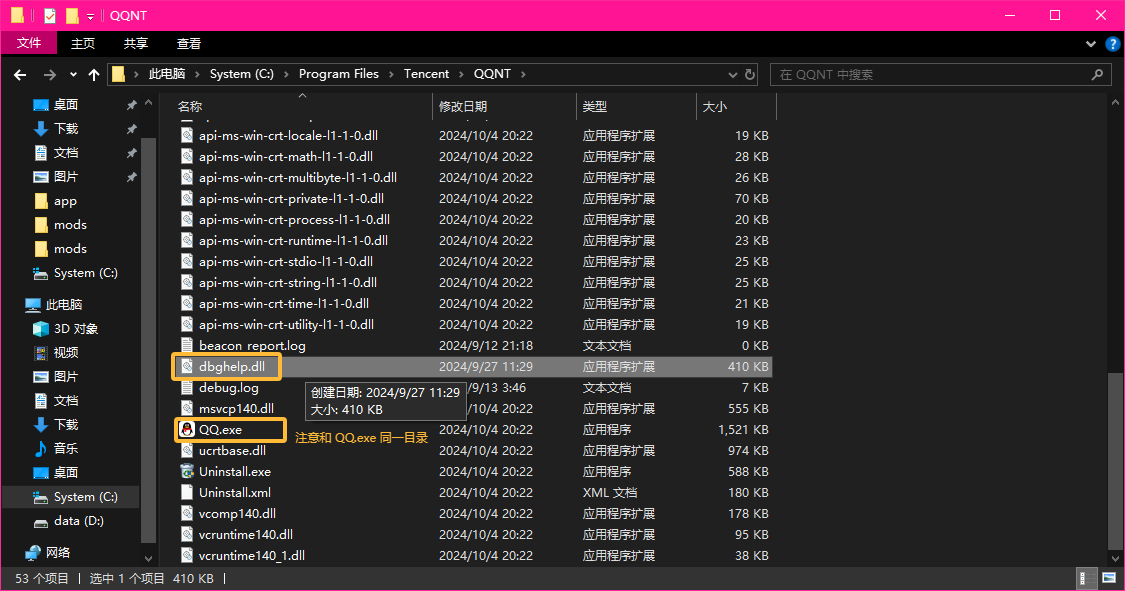 QQNT
文件 主页 共享 查看
此电脑 › System (C:) › Program Files › Tencent › QQNT ›
在 QQNT 中搜索
桌面
下载
文档
图片
app
mods
mods
System (C:)
此电脑
3D 对象
视频
图片
文档
下载
音乐
桌面
System (C:)
data (D:)
网络
名称 修改日期 类型 大小
api-ms-win-crt-locale-l1-1-0.dll 2024/10/4 20:22 应用程序扩展 19 KB
api-ms-win-crt-math-l1-1-0.dll 2024/10/4 20:22 应用程序扩展 28 KB
api-ms-win-crt-multibyte-l1-1-0.dll 2024/10/4 20:22 应用程序扩展 26 KB
api-ms-win-crt-private-l1-1-0.dll 2024/10/4 20:22 应用程序扩展 70 KB
api-ms-win-crt-process-l1-1-0.dll 2024/10/4 20:22 应用程序扩展 20 KB
api-ms-win-crt-runtime-l1-1-0.dll 2024/10/4 20:22 应用程序扩展 23 KB
api-ms-win-crt-stdio-l1-1-0.dll 2024/10/4 20:22 应用程序扩展 25 KB
api-ms-win-crt-string-l1-1-0.dll 2024/10/4 20:22 应用程序扩展 25 KB
api-ms-win-crt-time-l1-1-0.dll 2024/10/4 20:22 应用程序扩展 21 KB
api-ms-win-crt-utility-l1-1-0.dll 2024/10/4 20:22 应用程序扩展 19 KB
beacon_report.log 2024/9/12 21:18 文本文档 0 KB
dbghelp.dll 2024/9/27 11:29 应用程序扩展 410 KB
debug.log /9/13 3:46 文本文档 7 KB
创建日期: 2024/9/27 11:29
大小: 410 KB
msvcp140.dll /10/4 20:22 应用程序扩展 555 KB
QQ.exe 2024/10/4 20:22 应用程序 1,521 KB
注意和 QQ.exe 同一目录
ucrtbase.dll 2024/10/4 20:22 应用程序扩展 974 KB
Uninstall.exe 2024/10/4 20:22 应用程序 588 KB
Uninstall.xml 2024/10/4 20:22 XML 文档 180 KB
vcomp140.dll 2024/10/4 20:22 应用程序扩展 178 KB
vcruntime140.dll 2024/10/4 20:22 应用程序扩展 95 KB
vcruntime140_1.dll 2024/10/4 20:22 应用程序扩展 38 KB
53 个项目 | 选中 1 个项目 410 KB |